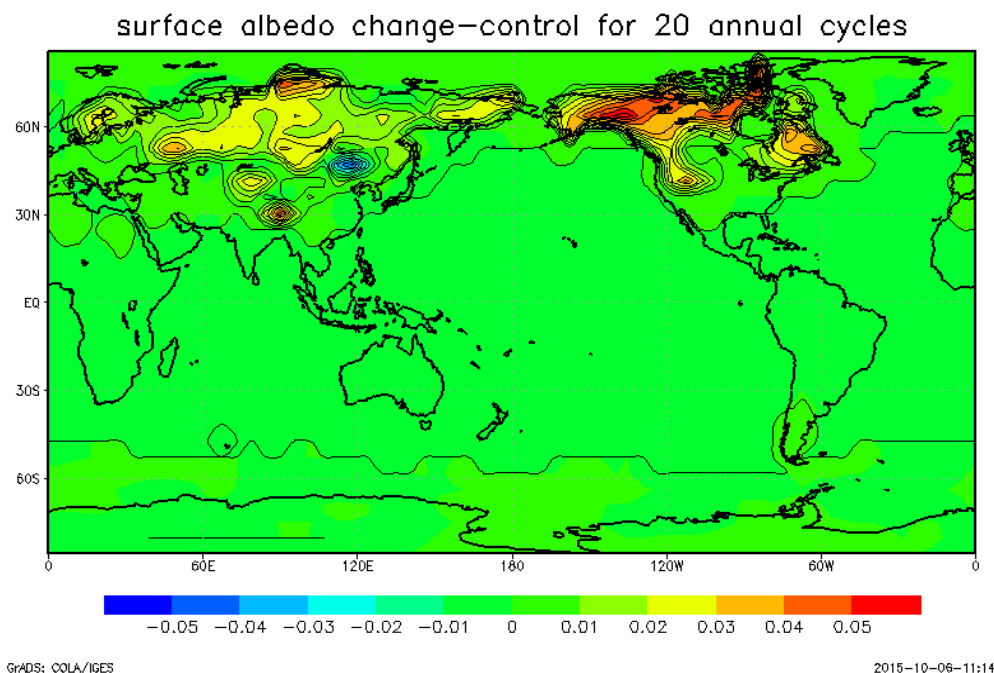 surface albedo change-control for 20 annual cycles
60N
30N
EQ
30S
60S
0 60E 120E 180 120W 60W 0
-0.05 -0.04 -0.03 -0.02 -0.01 0 0.01 0.02 0.03 0.04 0.05
GrADS: COLA/IGES 2015-10-06-11:14